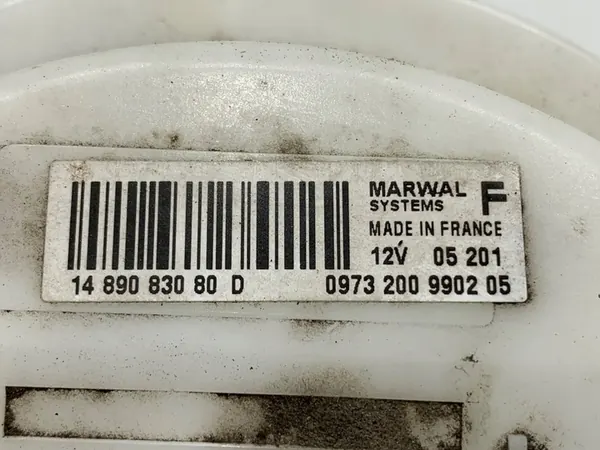 MARWAL F
SYSTEMS
MADE IN FRANCE
12V 05 201
14 890 830 80 D 0973 200 9902 05